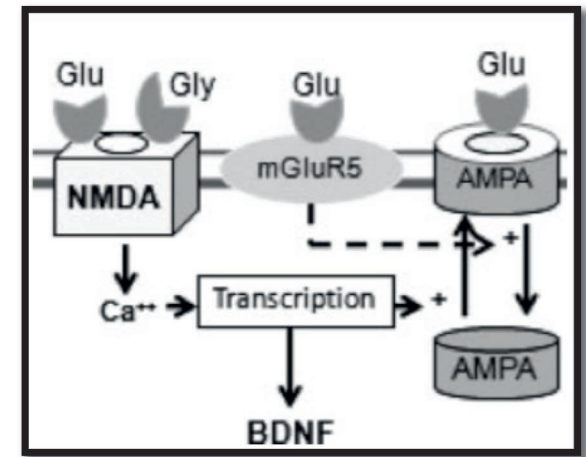 Glu
Gly
Glu
Glu
NMDA
mGluR5
AMPA
+
Ca⁺⁺
Transcription
+
AMPA
BDNF